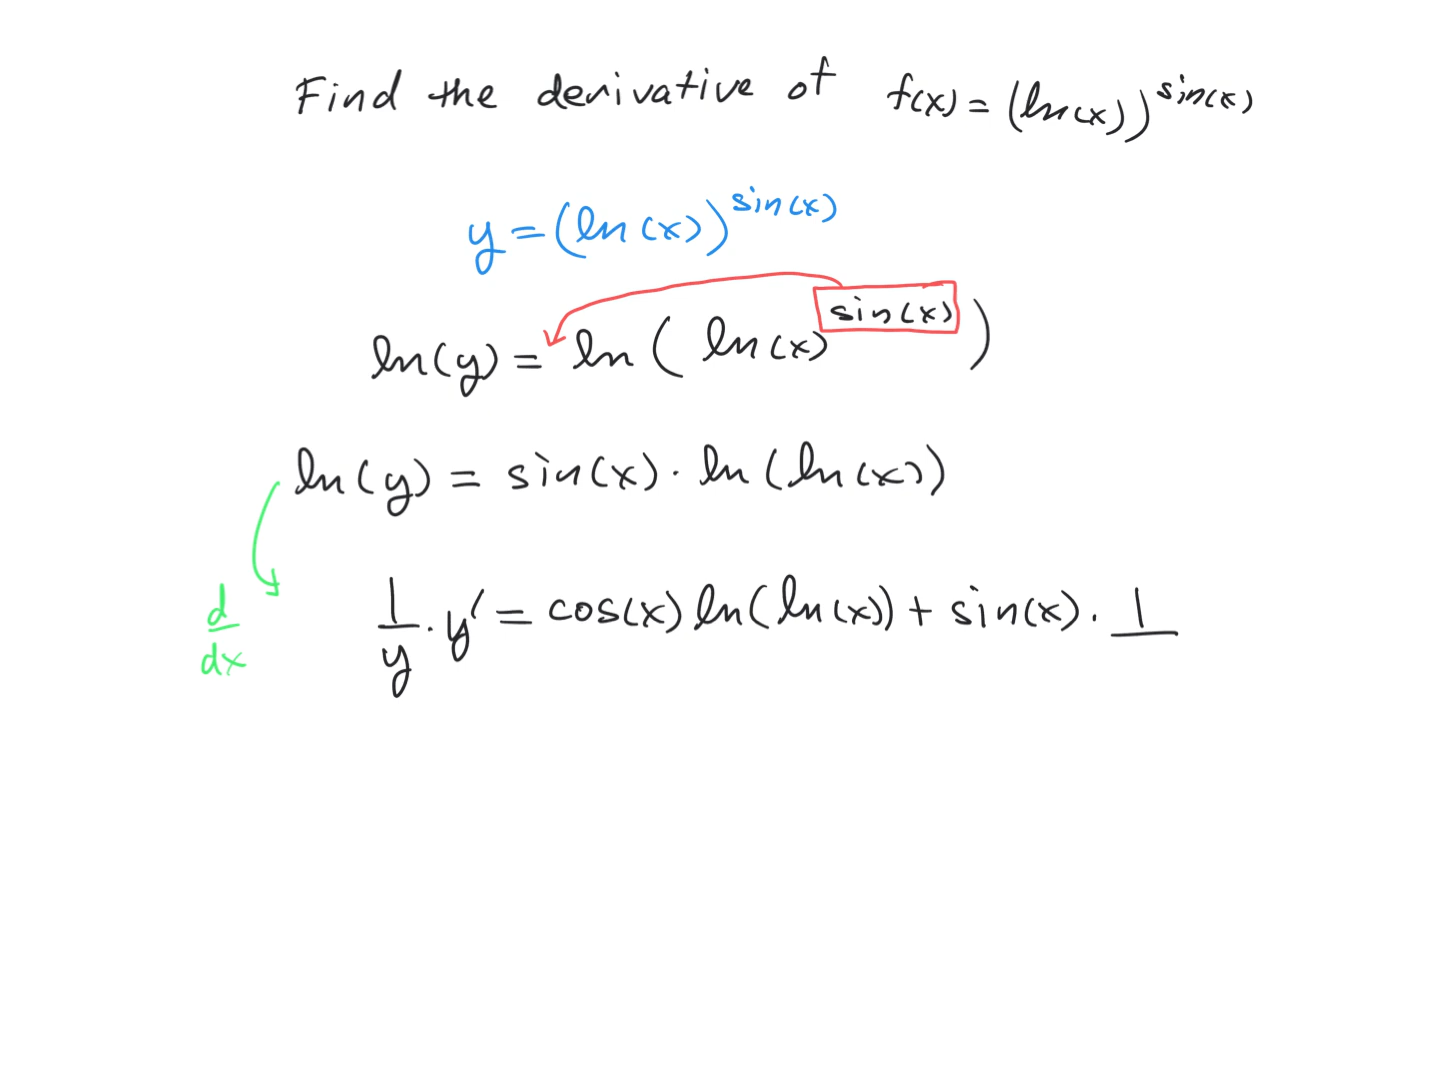 Find the derivative of f(x) = (ln(x))^sin(x)
y = (ln(x))^sin(x)
ln(y) = ln( ln(x)^sin(x) )
ln(y) = sin(x) · ln(ln(x))
d/dx
1/y · y' = cos(x) ln(ln(x)) + sin(x) · 1/